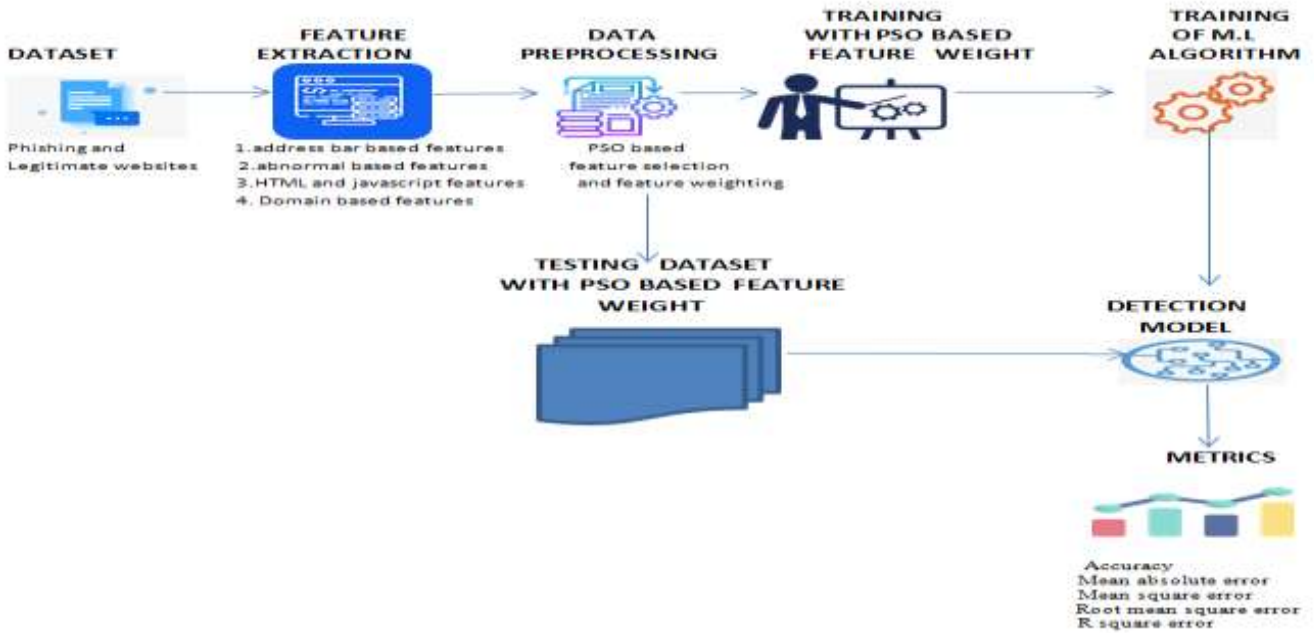 DATASET
Phishing and
Legitimate websites
FEATURE
EXTRACTION
1.address bar based features
2.abnormal based features
3.HTML and javascript features
4. Domain based features
DATA
PREPROCESSING
PSO based
feature selection
and feature weighting
TRAINING
WITH PSO BASED
FEATURE WEIGHT
TRAINING
OF M.L
ALGORITHM
TESTING DATASET
WITH PSO BASED FEATURE
WEIGHT
DETECTION
MODEL
METRICS
Accuracy
Mean absolute error
Mean square error
Root mean square error
R square error